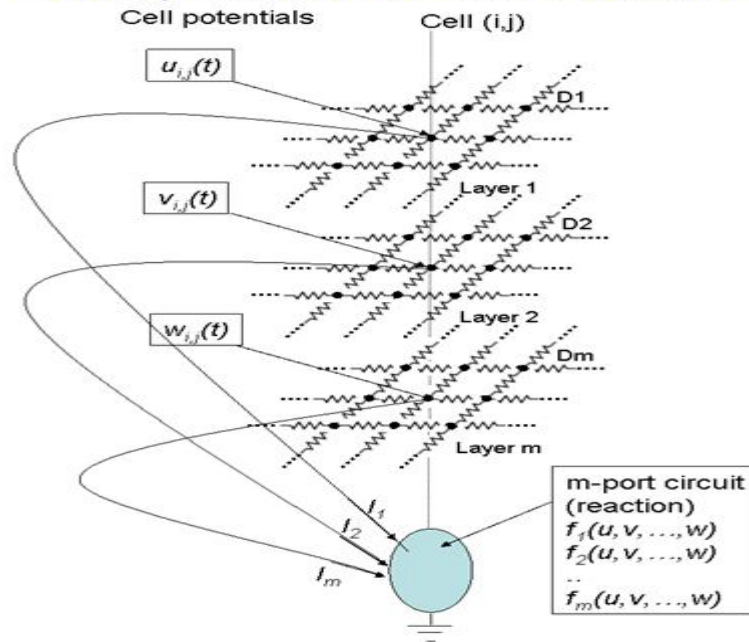 Cell potentials
Cell (i,j)
u_{i,j}(t)
D1
Layer 1
v_{i,j}(t)
D2
Layer 2
w_{i,j}(t)
Dm
Layer m
I_1
I_2
I_m
m-port circuit
(reaction)
f_1(u,v, ...,w)
f_2(u,v, ...,w)
..
f_m(u,v, ...,w)